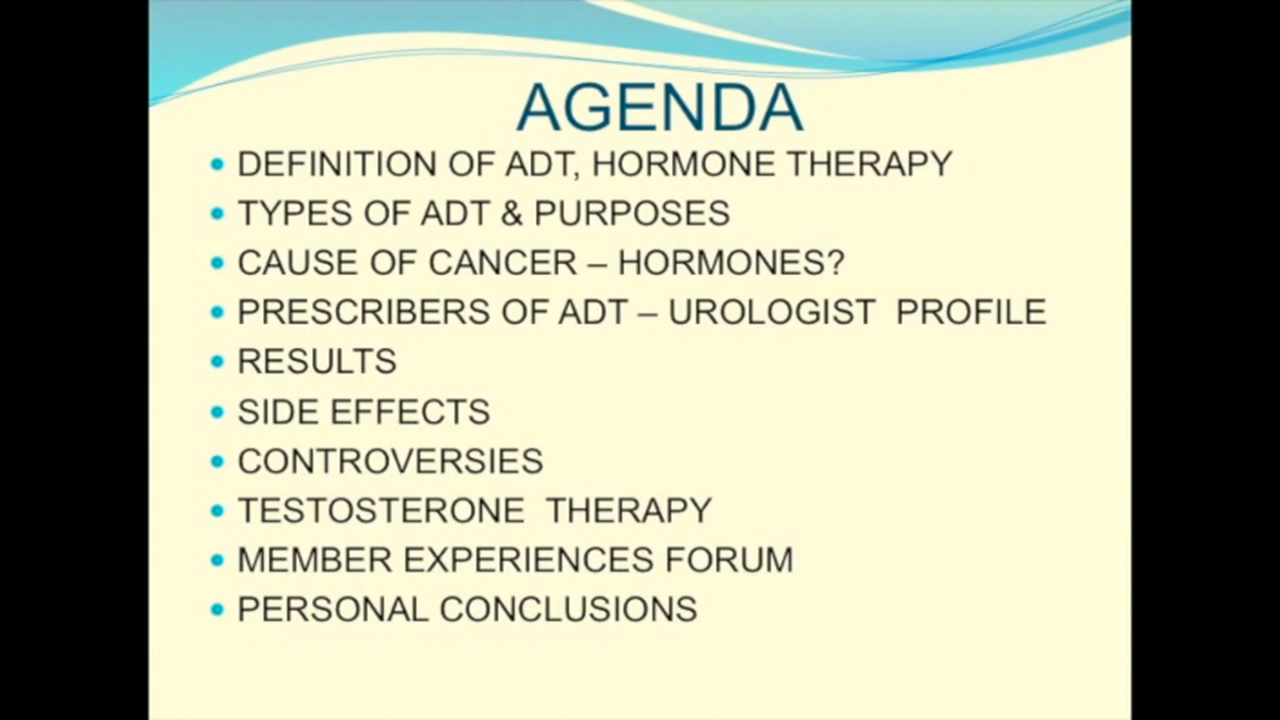 AGENDA
DEFINITION OF ADT, HORMONE THERAPY
TYPES OF ADT & PURPOSES
CAUSE OF CANCER – HORMONES?
PRESCRIBERS OF ADT – UROLOGIST  PROFILE
RESULTS
SIDE EFFECTS
CONTROVERSIES
TESTOSTERONE  THERAPY
MEMBER EXPERIENCES FORUM
PERSONAL CONCLUSIONS